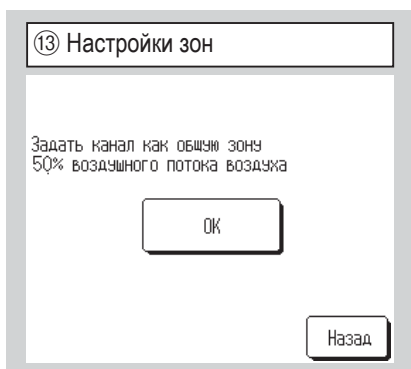 ⑬ Настройки зон
Задать канал как общую зону
50% воздушного потока воздуха
OK
Назад